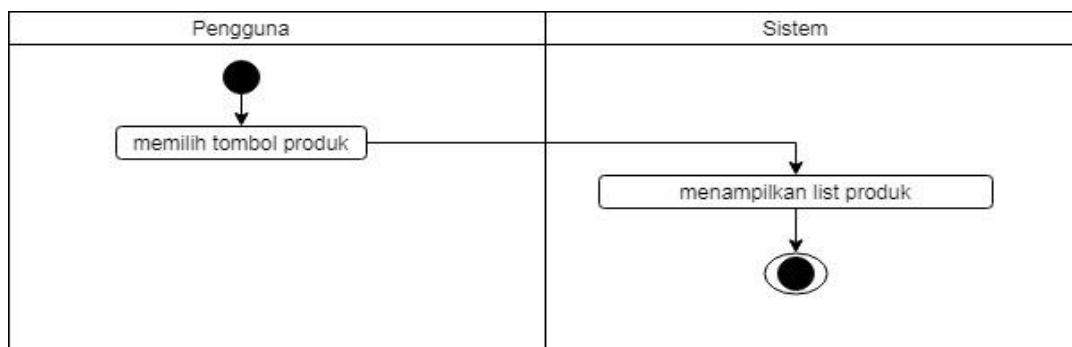 Pengguna
Sistem
memilih tombol produk
menampilkan list produk